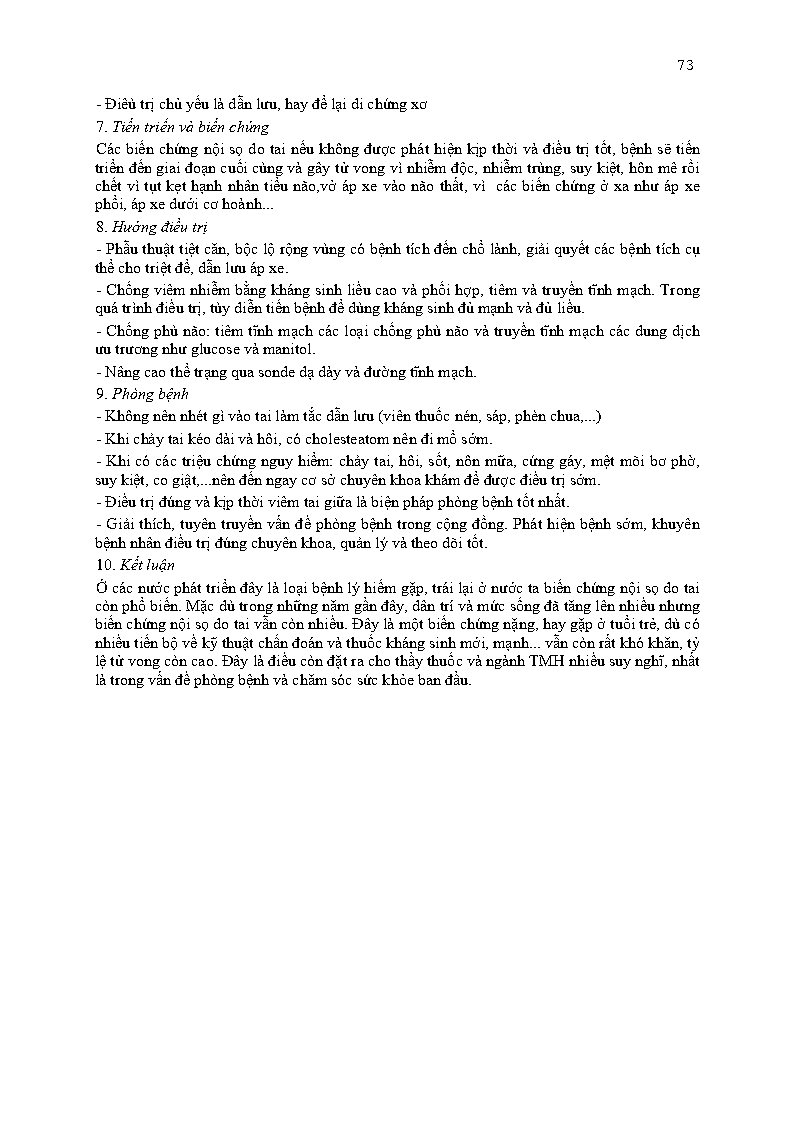 73
- Điêù trị chủ yếu là dẫn lưu, hay để lại di chứng xơ
7. Tiến triển và biến chứng
Các biến chứng nội sọ do tai nếu không được phát hiện kịp thời và điều trị tốt, bệnh sẽ tiến
triển đến giai đoạn cuối cùng và gây tử vong vì nhiễm độc, nhiễm trùng, suy kiệt, hôn mê rồi
chết vì tụt kẹt hạnh nhân tiểu não,vở áp xe vào não thất, vì các biến chứng ở xa như áp xe
phổi, áp xe dưới cơ hoành...
8. Hướng điều trị
- Phẫu thuật tiệt căn, bộc lộ rộng vùng có bệnh tích đến chổ lành, giải quyết các bệnh tích cụ
thể cho triệt để, dẫn lưu áp xe.
- Chống viêm nhiễm bằng kháng sinh liều cao và phối hợp, tiêm và truyền tĩnh mạch. Trong
quá trình điều trị, tùy diễn tiến bệnh để dùng kháng sinh đủ mạnh và đủ liều.
- Chống phù não: tiêm tĩnh mạch các loại chống phù não và truyền tĩnh mạch các dung dịch
ưu trương như glucose và manitol.
- Nâng cao thể trạng qua sonde dạ dày và đường tĩnh mạch.
9. Phòng bệnh
- Không nên nhét gì vào tai làm tắc dẫn lưu (viên thuốc nén, sáp, phèn chua,...)
- Khi chảy tai kéo dài và hôi, có cholesteatom nên đi mổ sớm.
- Khi có các triệu chứng nguy hiểm: chảy tai, hôi, sốt, nôn mữa, cứng gáy, mệt mõi bơ phờ,
suy kiệt, co giật,...nên đến ngay cơ sở chuyên khoa khám để được điều trị sớm.
- Điều trị đúng và kịp thời viêm tai giữa là biện pháp phòng bệnh tốt nhất.
- Giải thích, tuyên truyền vấn đề phòng bệnh trong cộng đồng. Phát hiện bệnh sớm, khuyên
bệnh nhân điều trị đúng chuyên khoa, quản lý và theo dõi tốt.
10. Kết luận
Ở các nước phát triển đây là loại bệnh lý hiếm gặp, trái lại ở nước ta biến chứng nội sọ do tai
còn phổ biến. Mặc dù trong những năm gần đây, dân trí và mức sống đã tăng lên nhiều nhưng
biến chứng nội sọ do tai vẫn còn nhiều. Đây là một biến chứng nặng, hay gặp ở tuổi trẻ, dù có
nhiều tiến bộ về kỹ thuật chẩn đoán và thuốc kháng sinh mới, mạnh... vẫn còn rất khó khăn, tỷ
lệ tử vong còn cao. Đây là điều còn đặt ra cho thầy thuốc và ngành TMH nhiều suy nghĩ, nhất
là trong vấn đề phòng bệnh và chăm sóc sức khỏe ban đầu.